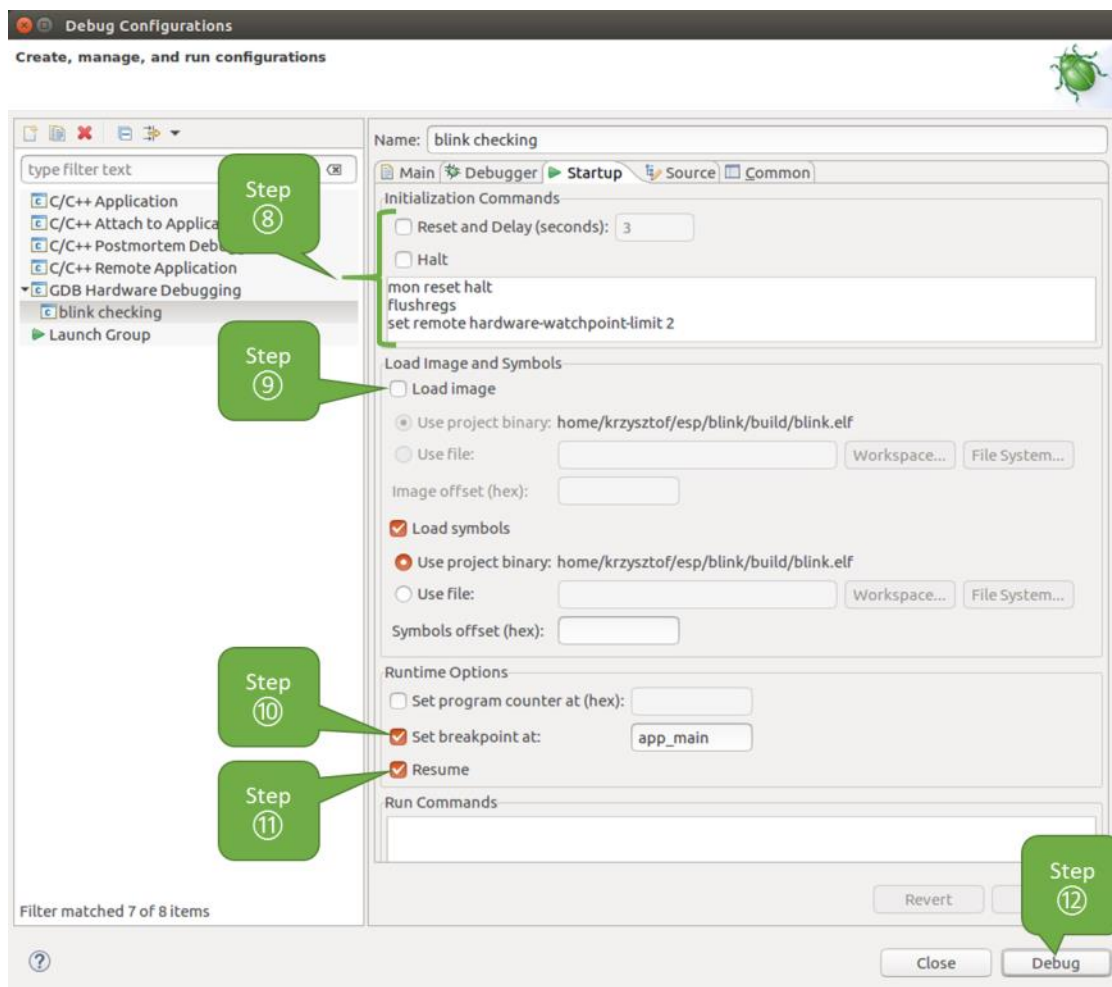 Debug Configurations
Create, manage, and run configurations
type filter text
C/C++ Application
C/C++ Attach to Applica
C/C++ Postmortem Debug
C/C++ Remote Application
GDB Hardware Debugging
blink checking
Launch Group
Filter matched 7 of 8 items
Name: blink checking
Main Debugger Startup Source Common
Initialization Commands
Reset and Delay (seconds): 3
Halt
mon reset halt
flushregs
set remote hardware-watchpoint-limit 2
Load Image and Symbols
Load image
Use project binary: home/krzysztof/esp/blink/build/blink.elf
Use file: Workspace... File System...
Image offset (hex):
Load symbols
Use project binary: home/krzysztof/esp/blink/build/blink.elf
Use file: Workspace... File System...
Symbols offset (hex):
Runtime Options
Set program counter at (hex):
Set breakpoint at: app_main
Resume
Run Commands
Revert
Close Debug
Step
⑧
Step
⑨
Step
⑩
Step
⑪
Step
⑫